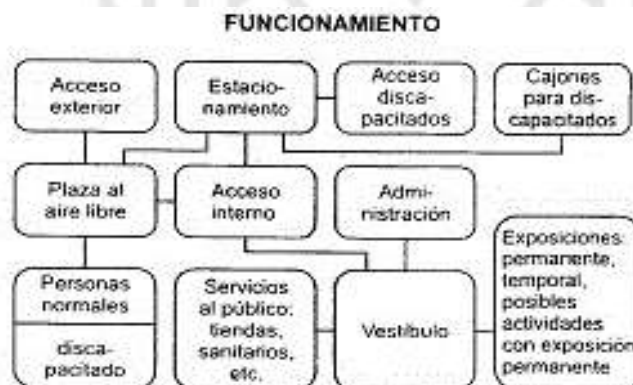 FUNCIONAMIENTO
Acceso
exterior
Estacio-
namiento
Acceso
disca-
pacitados
Cajones
para dis-
capacitados
Plaza al
aire libre
Acceso
interno
Admi-
nistración
Personas
normales
disca-
pacitado
Servicios
al público:
tiendas,
sanitarios,
etc.
Vestíbulo
Exposiciones:
permanente,
temporal,
posibles
actividades
con exposición
permanente